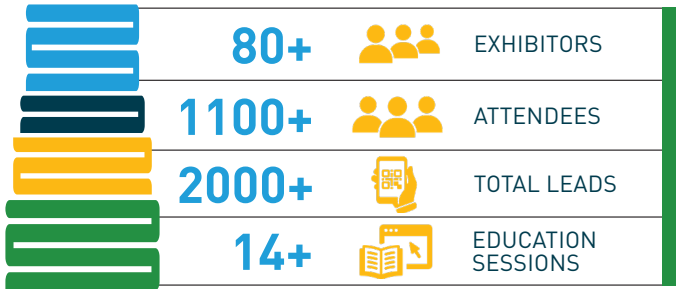 80+ EXHIBITORS
1100+ ATTENDEES
2000+ TOTAL LEADS
14+ EDUCATION
SESSIONS